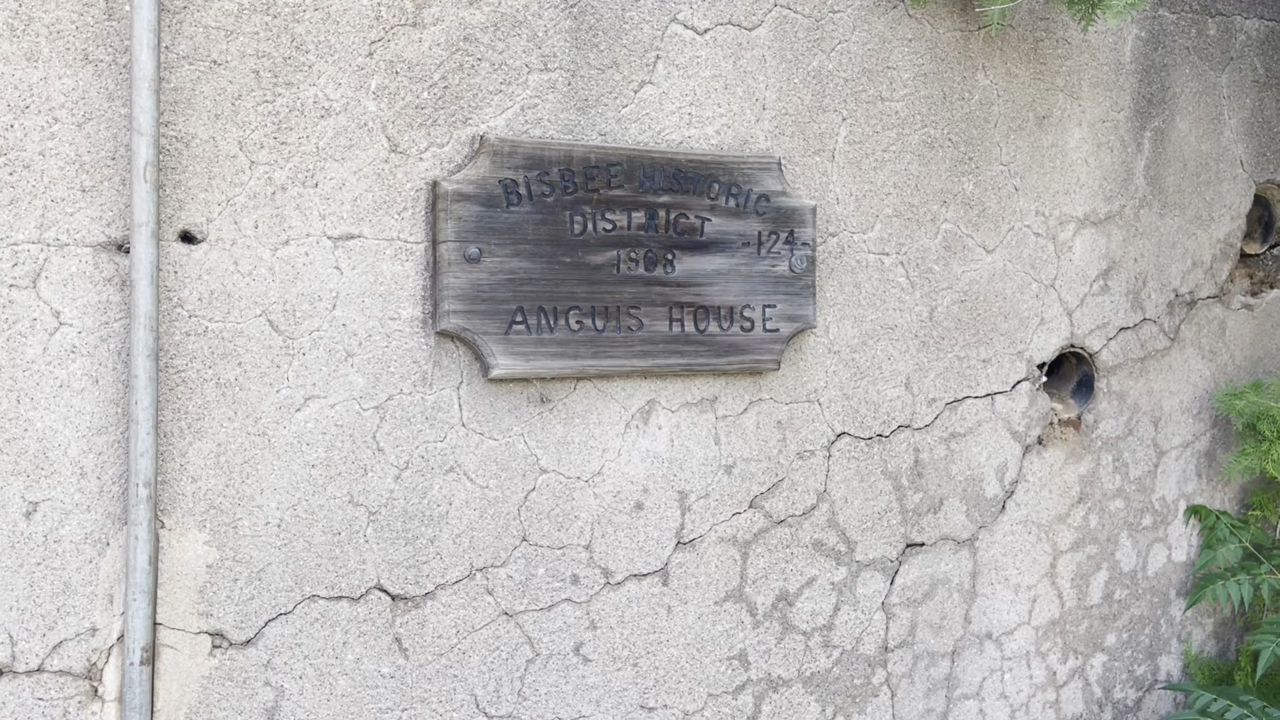 BISBEE HISTORIC
DISTRICT
-124-
1908
ANGUIS HOUSE